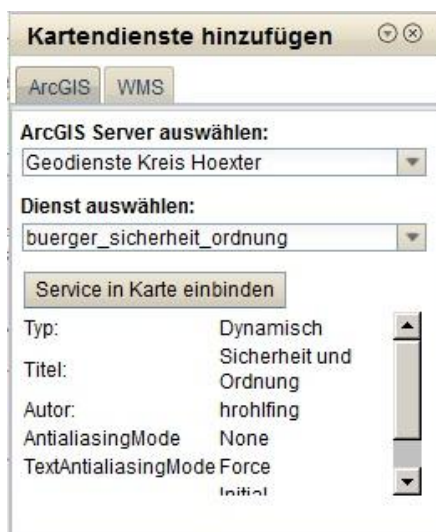 Kartendienste hinzufügen
ArcGIS WMS
ArcGIS Server auswählen:
Geodienste Kreis Hoexter
Dienst auswählen:
buerger_sicherheit_ordnung
Service in Karte einbinden
Typ: Dynamisch
Titel: Sicherheit und
Ordnung
Autor: hrohlfing
AntialiasingMode None
TextAntialiasingMode Force
Initial